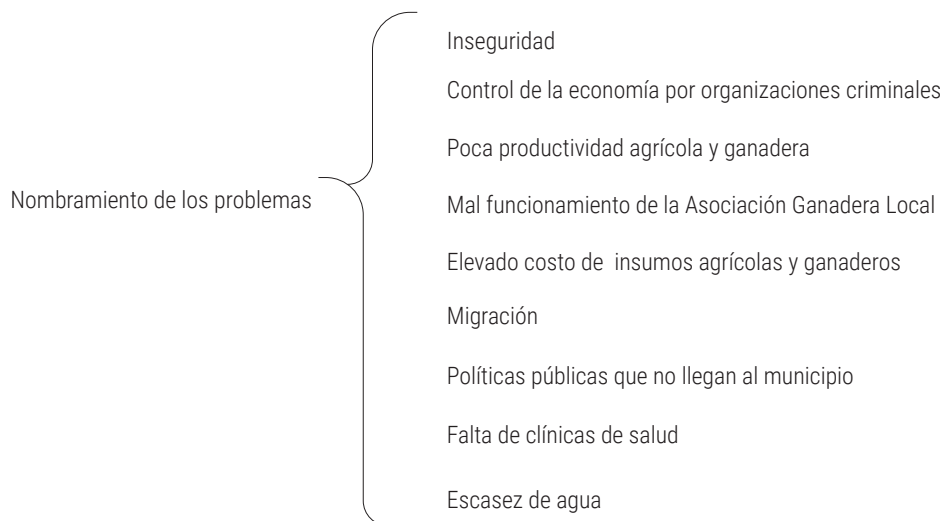 Inseguridad
Control de la economía por organizaciones criminales
Poca productividad agrícola y ganadera
Nombramiento de los problemas
Mal funcionamiento de la Asociación Ganadera Local
Elevado costo de insumos agrícolas y ganaderos
Migración
Políticas públicas que no llegan al municipio
Falta de clínicas de salud
Escasez de agua